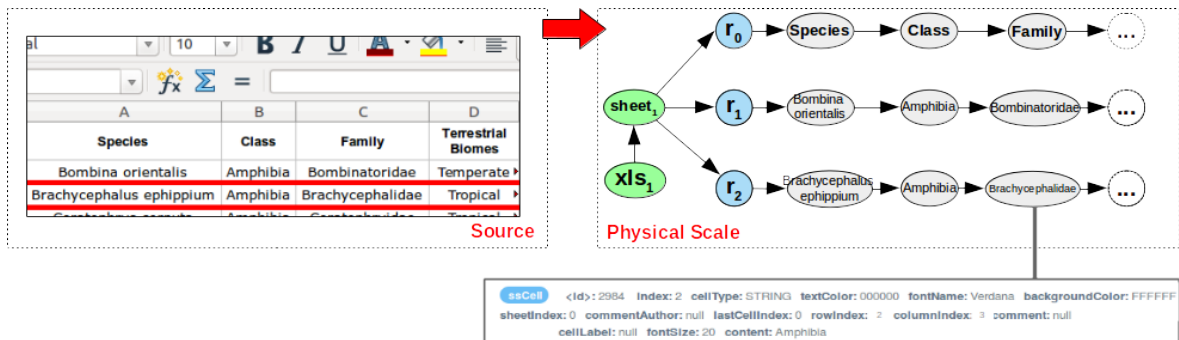 al 10 B I U A
fx Σ =
A B C D
Species Class Family Terrestrial Biomes
Bombina orientalis Amphibia Bombinatoridae Temperate
Brachycephalus ephippium Amphibia Brachycephalidae Tropical
Source
r0 Species Class Family ...
sheet1 r1 Bombina orientalis Amphibia Bombinatoridae ...
xls1
r2 Brachycephalus ephippium Amphibia Brachycephalidae ...
Physical Scale
ssCell <id>: 2984 index: 2 cellType: STRING textColor: 000000 fontName: Verdana backgroundColor: FFFFFF
sheetIndex: 0 commentAuthor: null lastCellIndex: 0 rowIndex: 2 columnIndex: 3 comment: null
cellLabel: null fontSize: 20 content: Amphibia